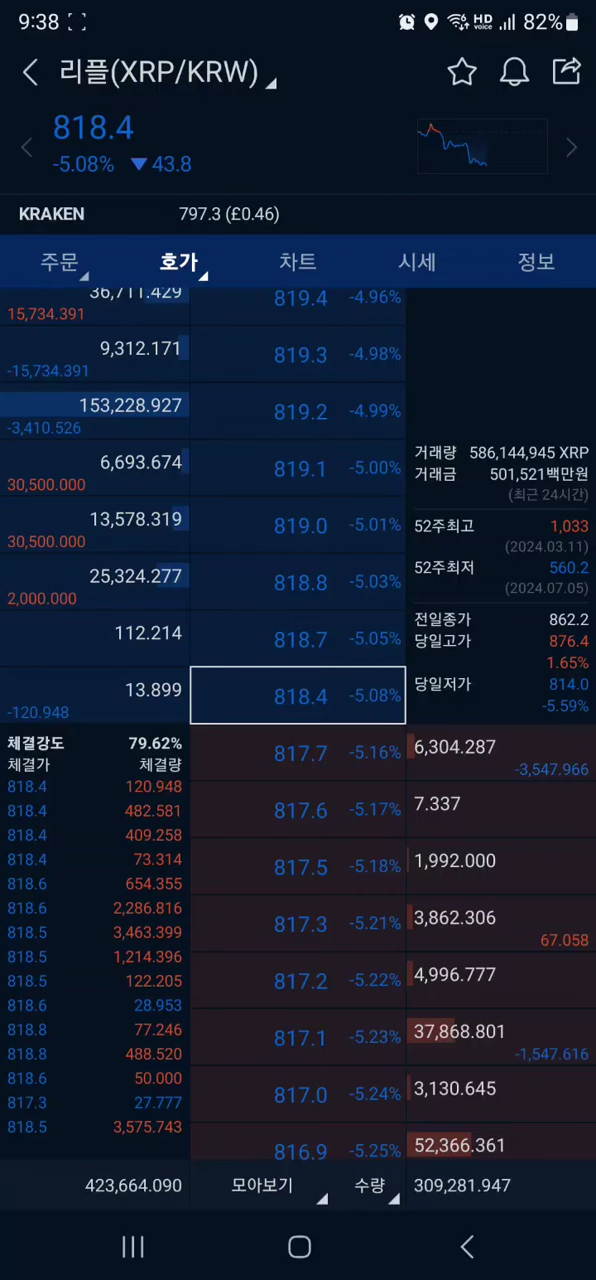 9:38
HD voice 82%
리플(XRP/KRW)
818.4
-5.08% ▼43.8
KRAKEN 797.3 (£0.46)
주문 호가 차트 시세 정보
36,711.429 819.4 -4.96%
15,734.391
9,312.171 819.3 -4.98%
-15,734.391
153,228.927 819.2 -4.99%
-3,410.526
거래량 586,144,945 XRP
6,693.674 819.1 -5.00%
거래금 501,521백만원
30,500.000
(최근 24시간)
13,578.319 819.0 -5.01%
52주최고 1,033
30,500.000
(2024.03.11)
25,324.277 818.8 -5.03%
52주최저 560.2
2,000.000
(2024.07.05)
112.214 818.7 -5.05%
전일종가 862.2
당일고가 876.4
1.65%
13.899 818.4 -5.08%
당일저가 814.0
-120.948
-5.59%
체결강도 79.62%
817.7 -5.16% 6,304.287
체결가 체결량
-3,547.966
818.4 120.948
817.6 -5.17% 7.337
818.4 482.581
818.4 409.258
818.4 73.314
817.5 -5.18% 1,992.000
818.6 654.355
818.6 2,286.816
817.3 -5.21% 3,862.306
67.058
818.5 3,463.399
818.5 1,214.396
817.2 -5.22% 4,996.777
818.5 122.205
818.6 28.953
817.1 -5.23% 37,868.801
-1,547.616
818.8 77.246
818.8 488.520
818.6 50.000
817.0 -5.24% 3,130.645
817.3 27.777
818.5 3,575.743
816.9 -5.25% 52,366.361
423,664.090 모아보기 수량 309,281.947